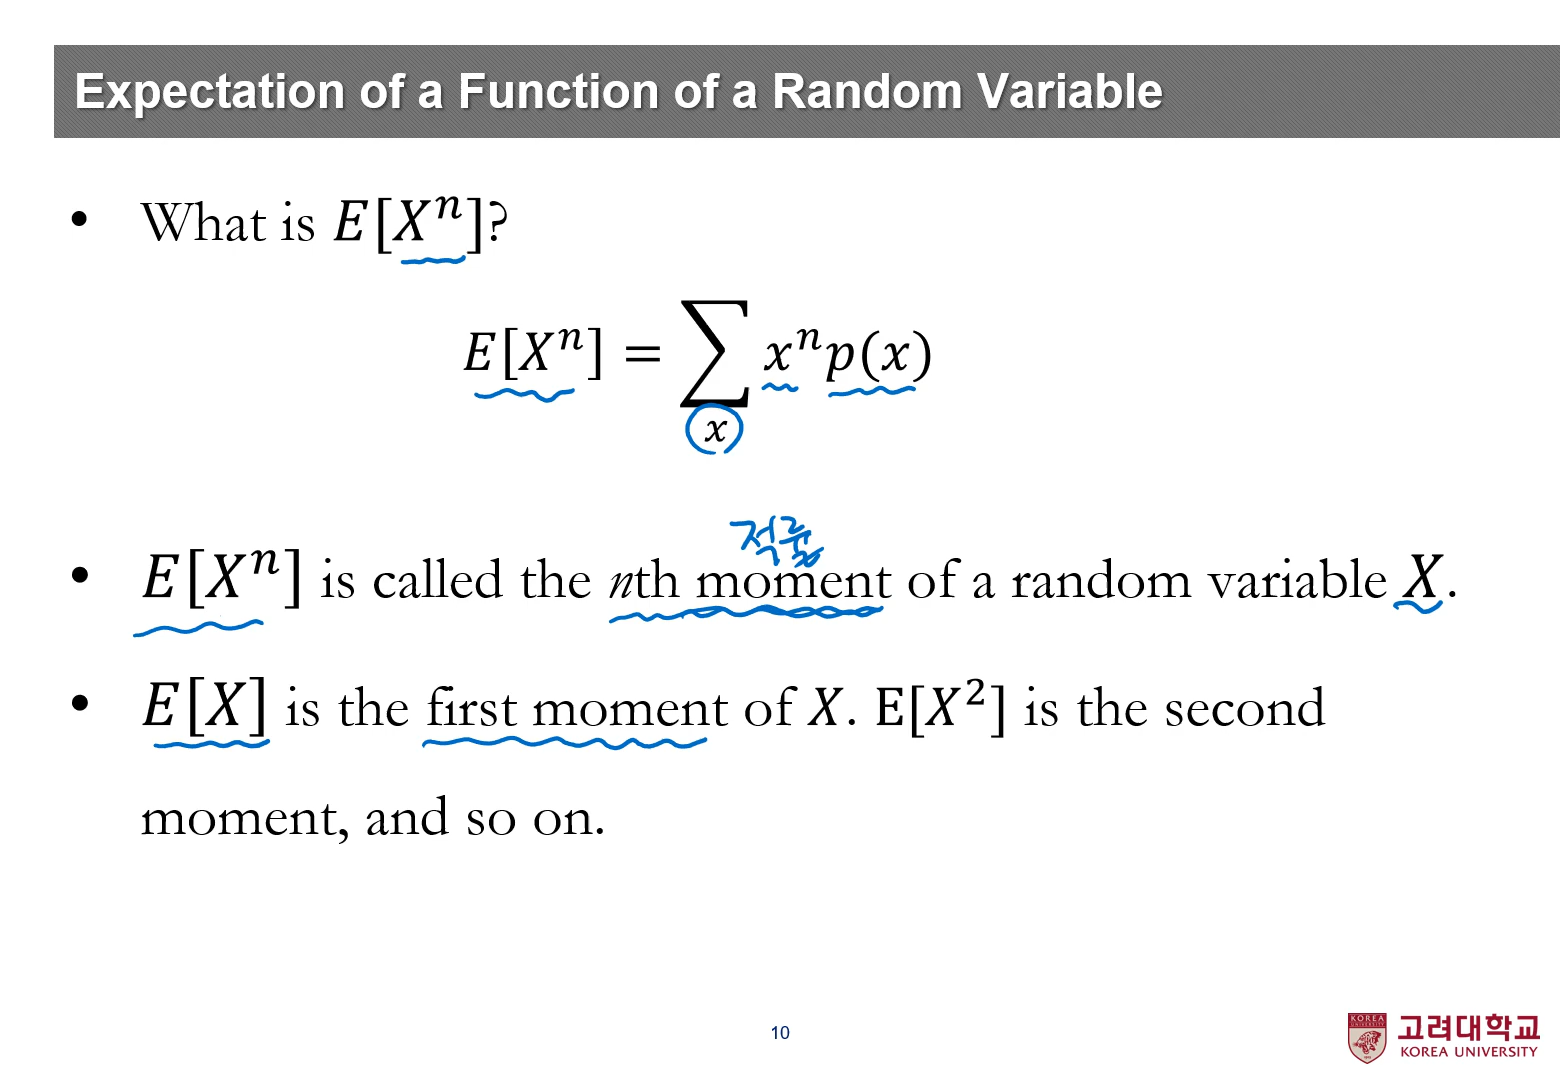 Expectation of a Function of a Random Variable
• What is E[Xⁿ]?
E[Xⁿ] = ∑ₓ xⁿp(x)
적률
• E[Xⁿ] is called the nth moment of a random variable X.
• E[X] is the first moment of X. E[X²] is the second
moment, and so on.
10
KOREA
고려대학교
KOREA UNIVERSITY